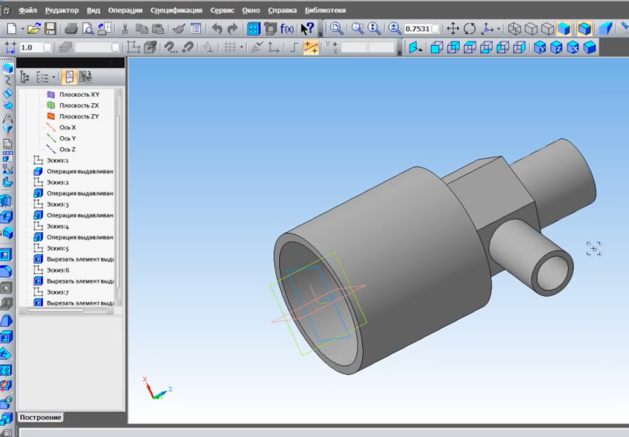 Файл Редактор Вид Операции Спецификация Сервис Окно Справка Библиотеки
0.7531
f(x)
1.0
Плоскость XY
Плоскость ZX
Плоскость ZY
Ось X
Ось Y
Ось Z
Эскиз:1
Операция выдавливан
Эскиз:2
Операция выдавливан
Эскиз:3
Операция выдавливан
Эскиз:4
Операция выдавливан
Эскиз:5
Вырезать элемент выда
Эскиз:6
Вырезать элемент выда
Эскиз:7
Вырезать элемент выда
X
Z
Построение